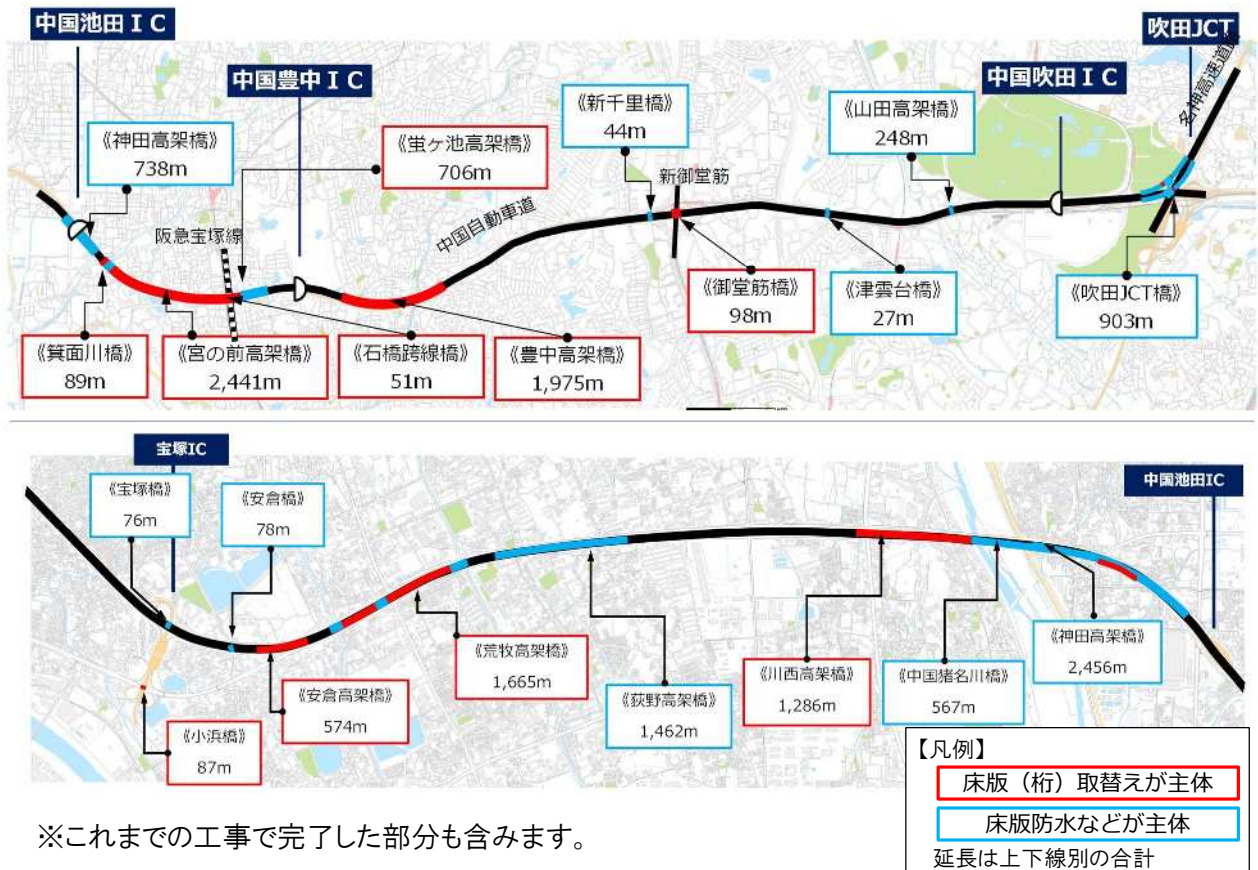 中国池田IC
吹田JCT
中国豊中IC
中国吹田IC
名神高速道路
《新千里橋》
44m
《山田高架橋》
248m
《神田高架橋》
738m
《蛍ヶ池高架橋》
706m
新御堂筋
阪急宝塚線
中国自動車道
《御堂筋橋》
98m
《津雲台橋》
27m
《吹田JCT橋》
903m
《箕面川橋》
89m
《宮の前高架橋》
2,441m
《石橋跨線橋》
51m
《豊中高架橋》
1,975m
宝塚IC
中国池田IC
《宝塚橋》
76m
《安倉橋》
78m
《荒牧高架橋》
1,665m
《神田高架橋》
2,456m
《川西高架橋》
1,286m
《中国猪名川橋》
567m
《安倉高架橋》
574m
《荻野高架橋》
1,462m
《小浜橋》
87m
【凡例】
床版(桁)取替えが主体
床版防水などが主体
延長は上下線別の合計
※これまでの工事で完了した部分も含みます。